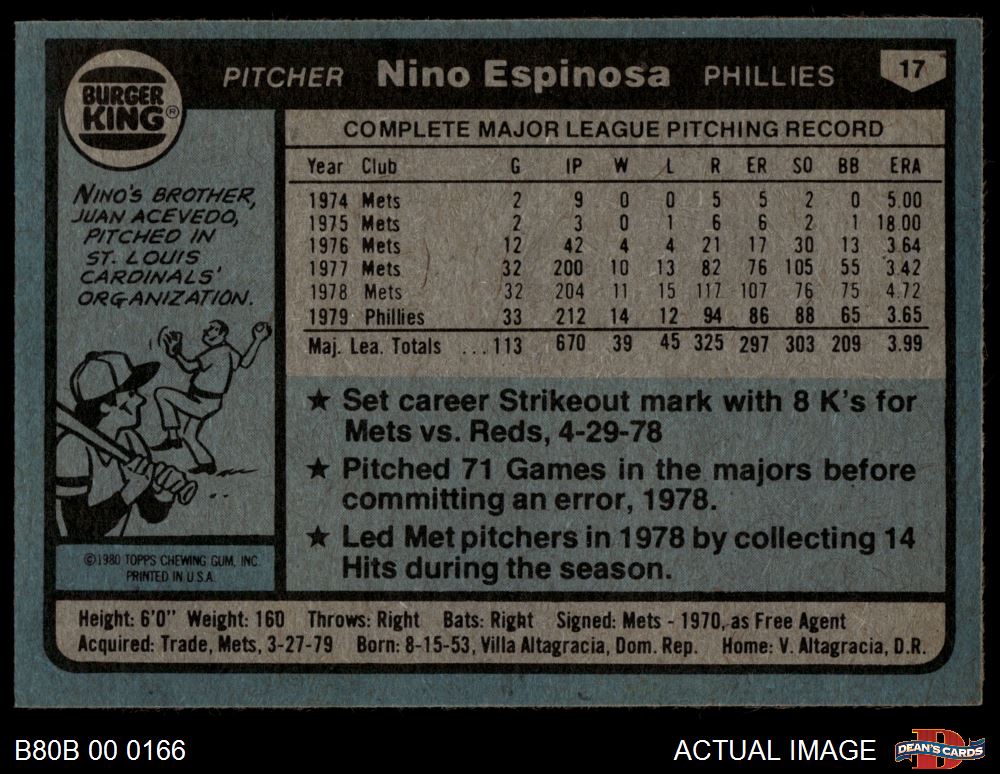 BURGER
KING®
PITCHER Nino Espinosa PHILLIES 17
COMPLETE MAJOR LEAGUE PITCHING RECORD
Year Club G IP W L R ER SO BB ERA
1974 Mets 2 9 0 0 5 5 2 0 5.00
1975 Mets 2 3 0 1 6 6 2 1 18.00
1976 Mets 12 42 4 4 21 17 30 13 3.64
1977 Mets 32 200 10 13 82 76 105 55 3.42
1978 Mets 32 204 11 15 117 107 76 75 4.72
1979 Phillies 33 212 14 12 94 86 88 65 3.65
Maj. Lea. Totals ...113 670 39 45 325 297 303 209 3.99
NINO'S BROTHER,
JUAN ACEVEDO,
PITCHED IN
ST. LOUIS
CARDINALS'
ORGANIZATION.
★ Set career Strikeout mark with 8 K's for
Mets vs. Reds, 4-29-78
★ Pitched 71 Games in the majors before
committing an error, 1978.
★ Led Met pitchers in 1978 by collecting 14
Hits during the season.
©1980 TOPPS CHEWING GUM, INC.
PRINTED IN U.S.A.
Height: 6'0" Weight: 160 Throws: Right Bats: Right Signed: Mets - 1970, as Free Agent
Acquired: Trade, Mets, 3-27-79 Born: 8-15-53, Villa Altagracia, Dom. Rep. Home: V. Altagracia, D.R.
B80B 00 0166
ACTUAL IMAGE
D
DEAN'S CARDS